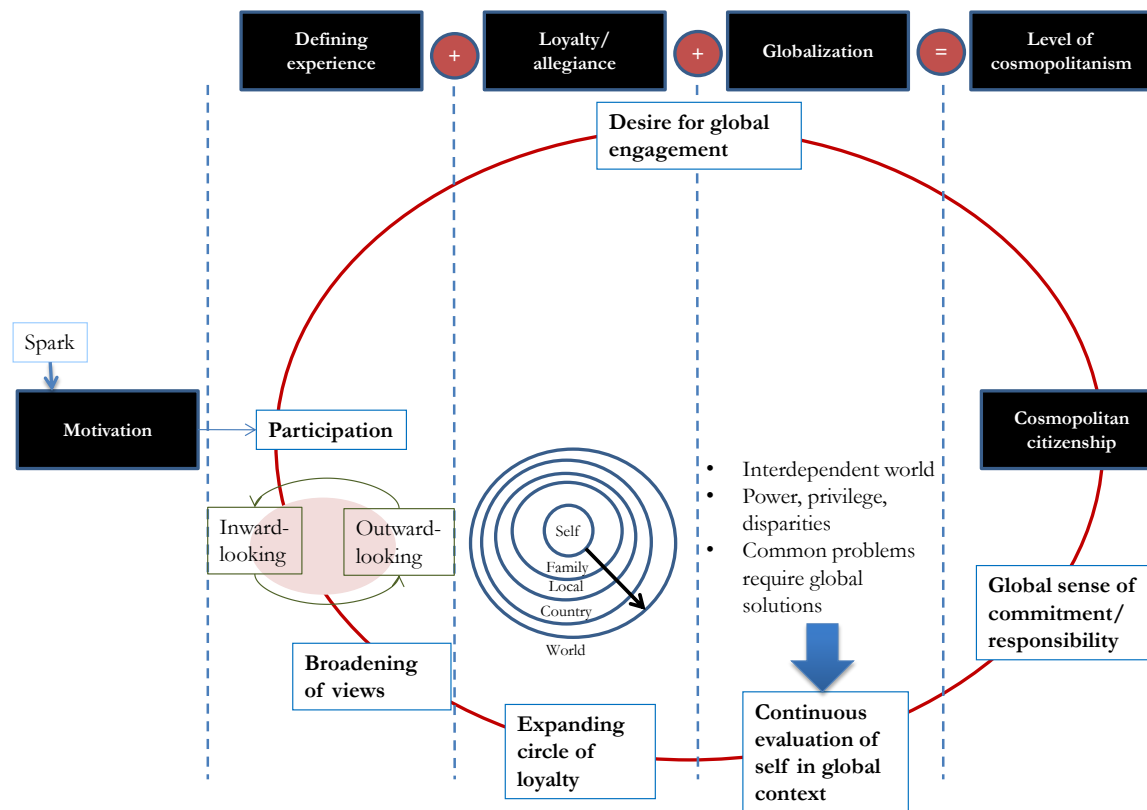 Defining
experience
+
Loyalty/
allegiance
+
Globalization
=
Level of
cosmopolitanism
Desire for global
engagement
Spark
Motivation
Participation
Cosmopolitan
citizenship
Inward-
looking
Outward-
looking
Self
Family
Local
Country
World
• Interdependent world
• Power, privilege,
disparities
• Common problems
require global
solutions
Global sense of
commitment/
responsibility
Broadening
of views
Expanding
circle of
loyalty
Continuous
evaluation of
self in global
context